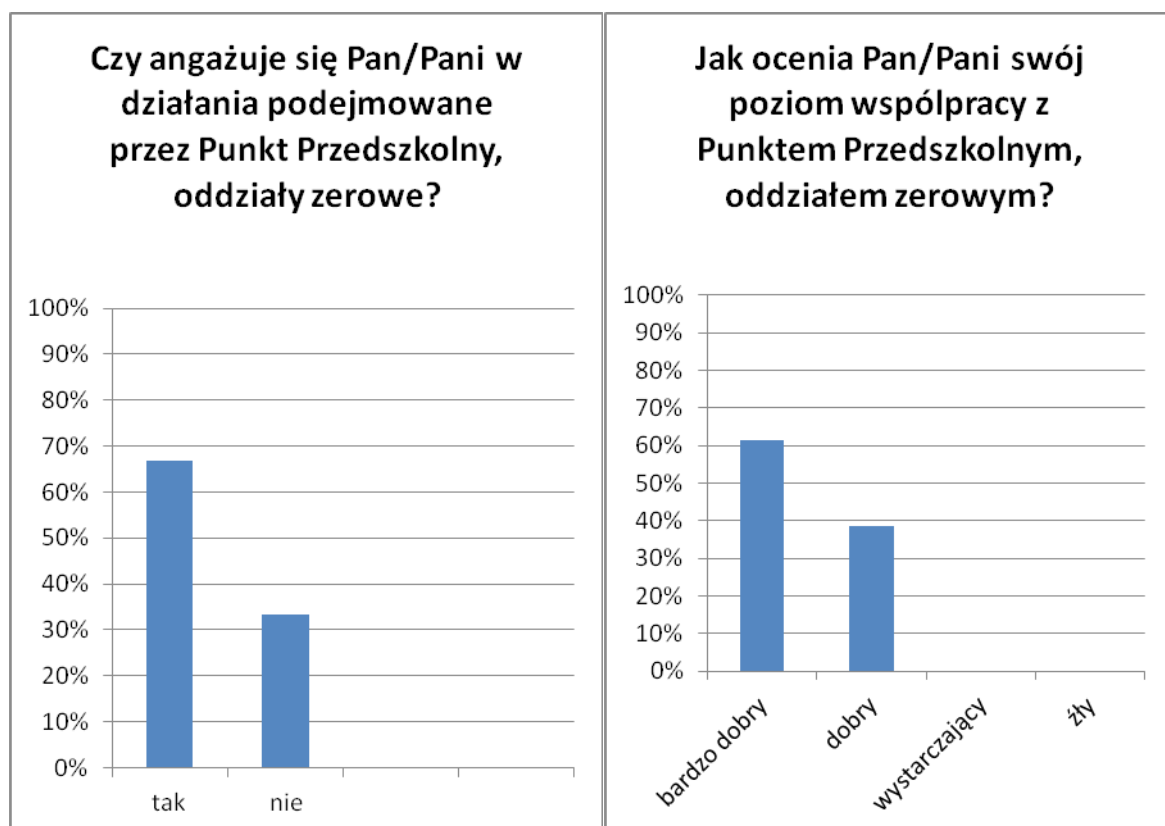 Czy angażuje się Pan/Pani w
działania podejmowane
przez Punkt Przedszkolny,
oddziały zerowe?
100%
90%
80%
70%
60%
50%
40%
30%
20%
10%
0%
tak nie
Jak ocenia Pan/Pani swój
poziom wspólpracy z
Punktem Przedszkolnym,
oddziałem zerowym?
100%
90%
80%
70%
60%
50%
40%
30%
20%
10%
0%
bardzo dobry
dobry
wystarczający
źły